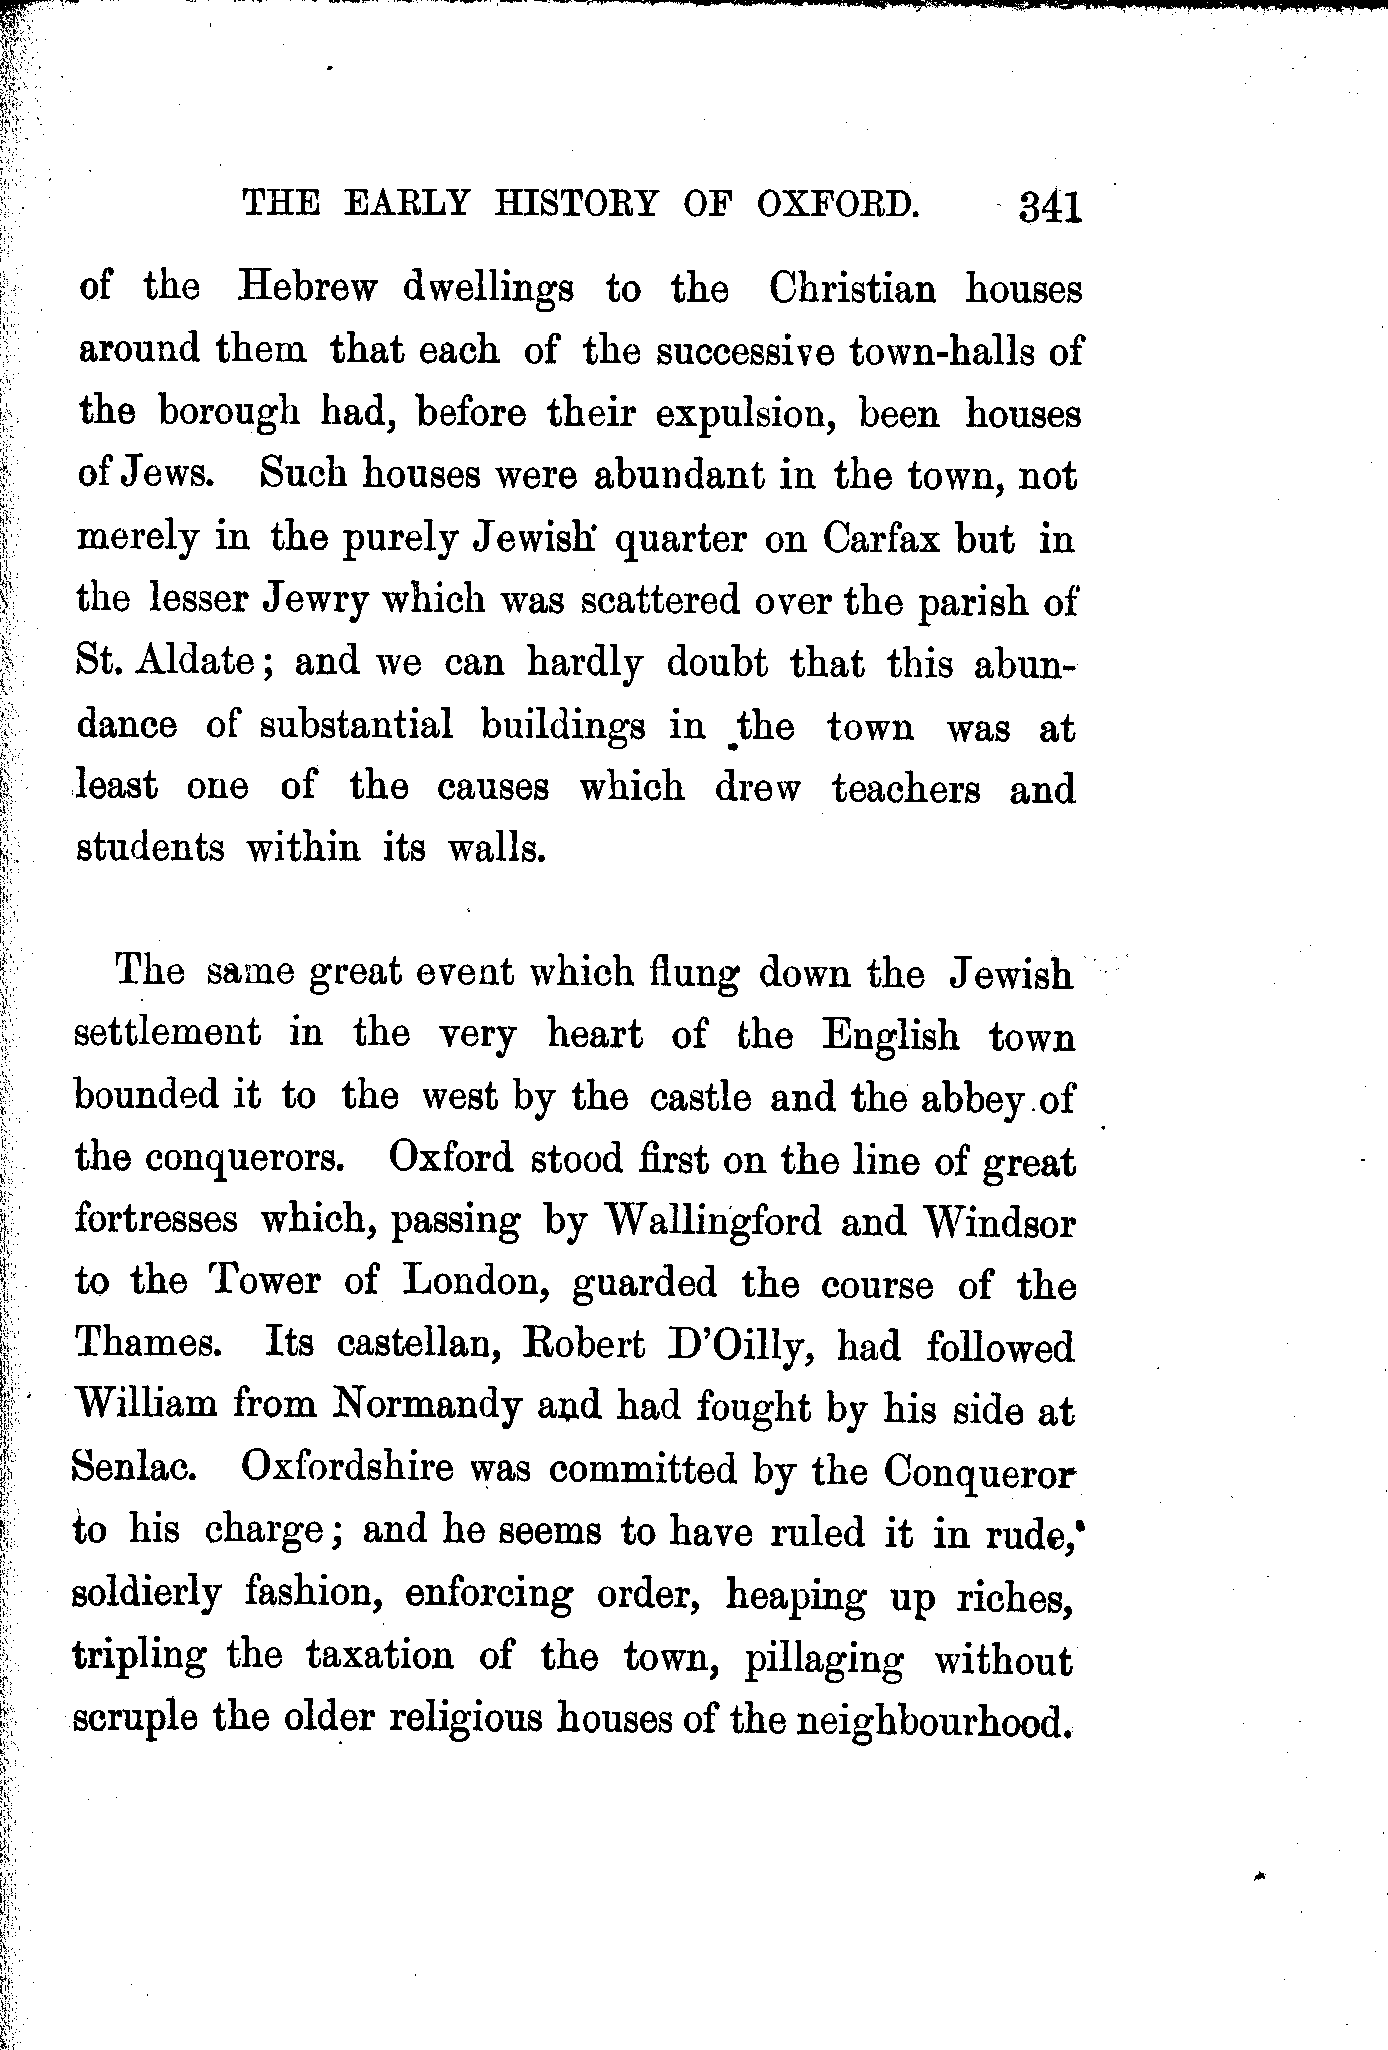 THE EARLY HISTORY OF OXFORD. 341
of the Hebrew dwellings to the Christian houses
around them that each of the successive town-halls of
the borough had, before their expulsion, been houses
of Jews. Such houses were abundant in the town, not
merely in the purely Jewish quarter on Carfax but in
the lesser Jewry which was scattered over the parish of
St. Aldate; and we can hardly doubt that this abun-
dance of substantial buildings in the town was at
least one of the causes which drew teachers and
students within its walls.
The same great event which flung down the Jewish
settlement in the very heart of the English town
bounded it to the west by the castle and the abbey of
the conquerors. Oxford stood first on the line of great
fortresses which, passing by Wallingford and Windsor
to the Tower of London, guarded the course of the
Thames. Its castellan, Robert D'Oilly, had followed
William from Normandy and had fought by his side at
Senlac. Oxfordshire was committed by the Conqueror
to his charge; and he seems to have ruled it in rude,
soldierly fashion, enforcing order, heaping up riches,
tripling the taxation of the town, pillaging without
scruple the older religious houses of the neighbourhood.